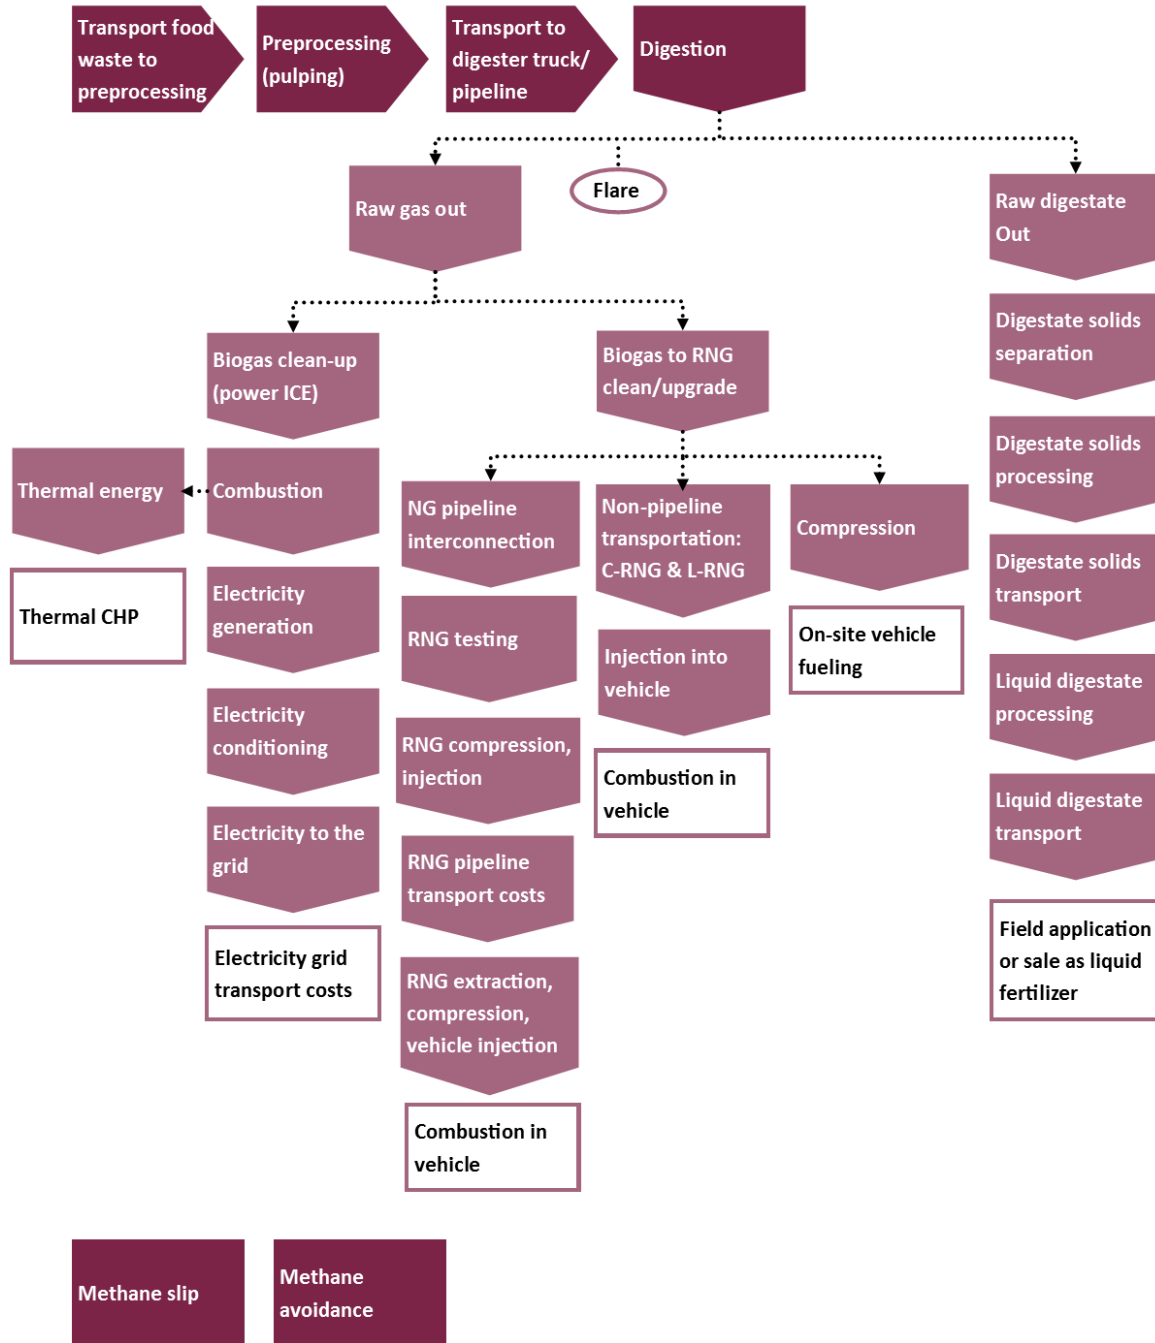 Transport food
waste to
preprocessing
Preprocessing
(pulping)
Transport to
digester truck/
pipeline
Digestion
Raw gas out
Flare
Raw digestate
Out
Biogas clean-up
(power ICE)
Biogas to RNG
clean/upgrade
Digestate solids
separation
Thermal energy
Combustion
NG pipeline
interconnection
Non-pipeline
transportation:
C-RNG & L-RNG
Compression
Digestate solids
processing
Thermal CHP
Electricity
generation
RNG testing
Injection into
vehicle
On-site vehicle
fueling
Digestate solids
transport
Electricity
conditioning
RNG compression,
injection
Combustion in
vehicle
Liquid digestate
processing
Electricity to the
grid
RNG pipeline
transport costs
Liquid digestate
transport
Electricity grid
transport costs
RNG extraction,
compression,
vehicle injection
Field application
or sale as liquid
fertilizer
Combustion in
vehicle
Methane slip
Methane
avoidance